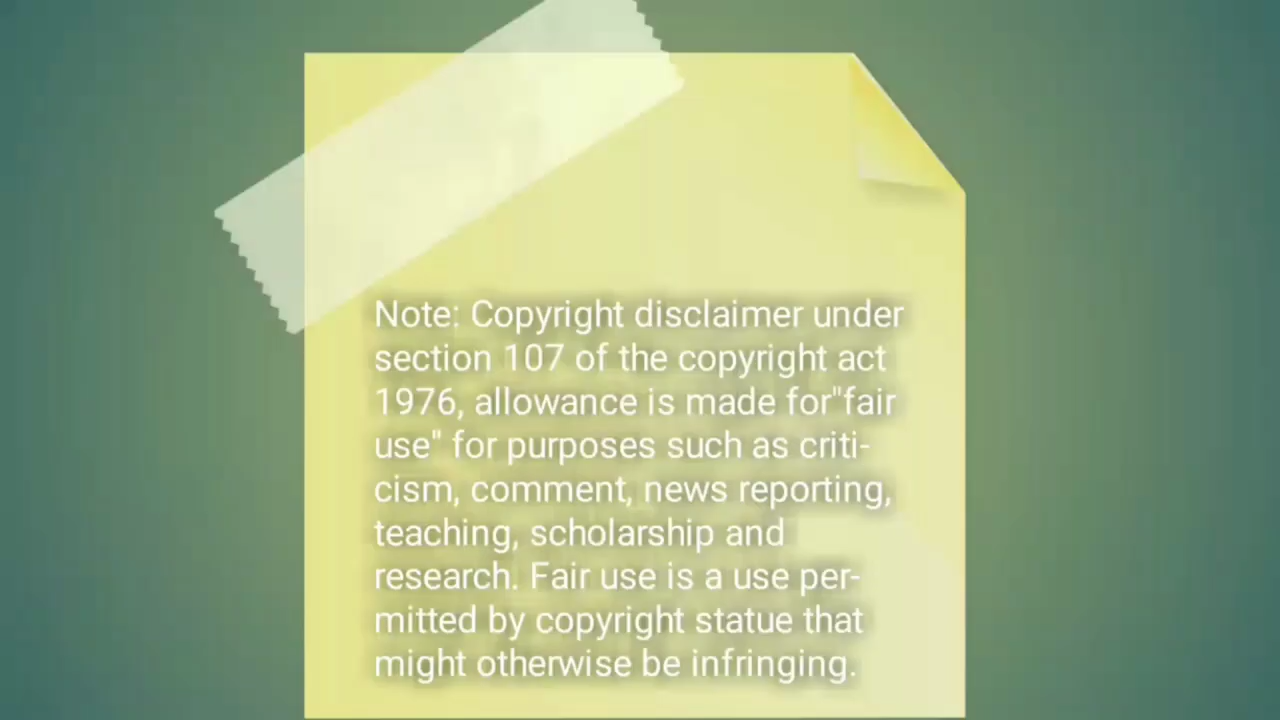 Note: Copyright disclaimer under
section 107 of the copyright act
1976, allowance is made for"fair
use" for purposes such as criti-
cism, comment, news reporting,
teaching, scholarship and
research. Fair use is a use per-
mitted by copyright statue that
might otherwise be infringing.